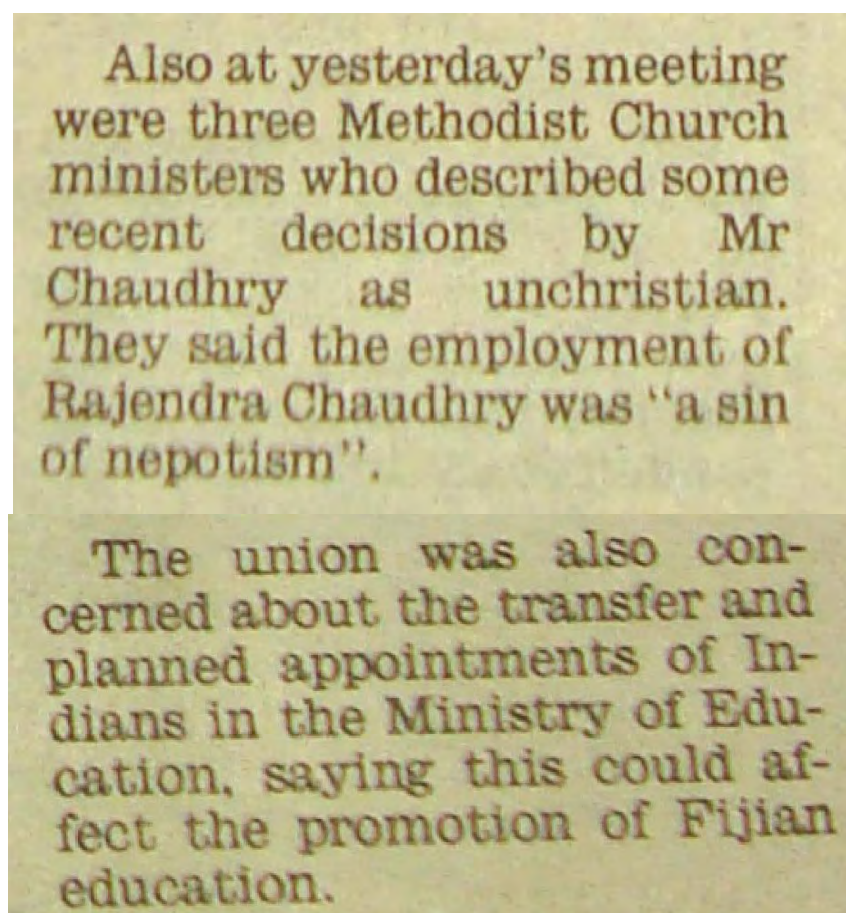 Also at yesterday's meeting
were three Methodist Church
ministers who described some
recent decisions by Mr
Chaudhry as unchristian.
They said the employment of
Rajendra Chaudhry was "a sin
of nepotism".
The union was also con-
cerned about the transfer and
planned appointments of In-
dians in the Ministry of Edu-
cation, saying this could af-
fect the promotion of Fijian
education.